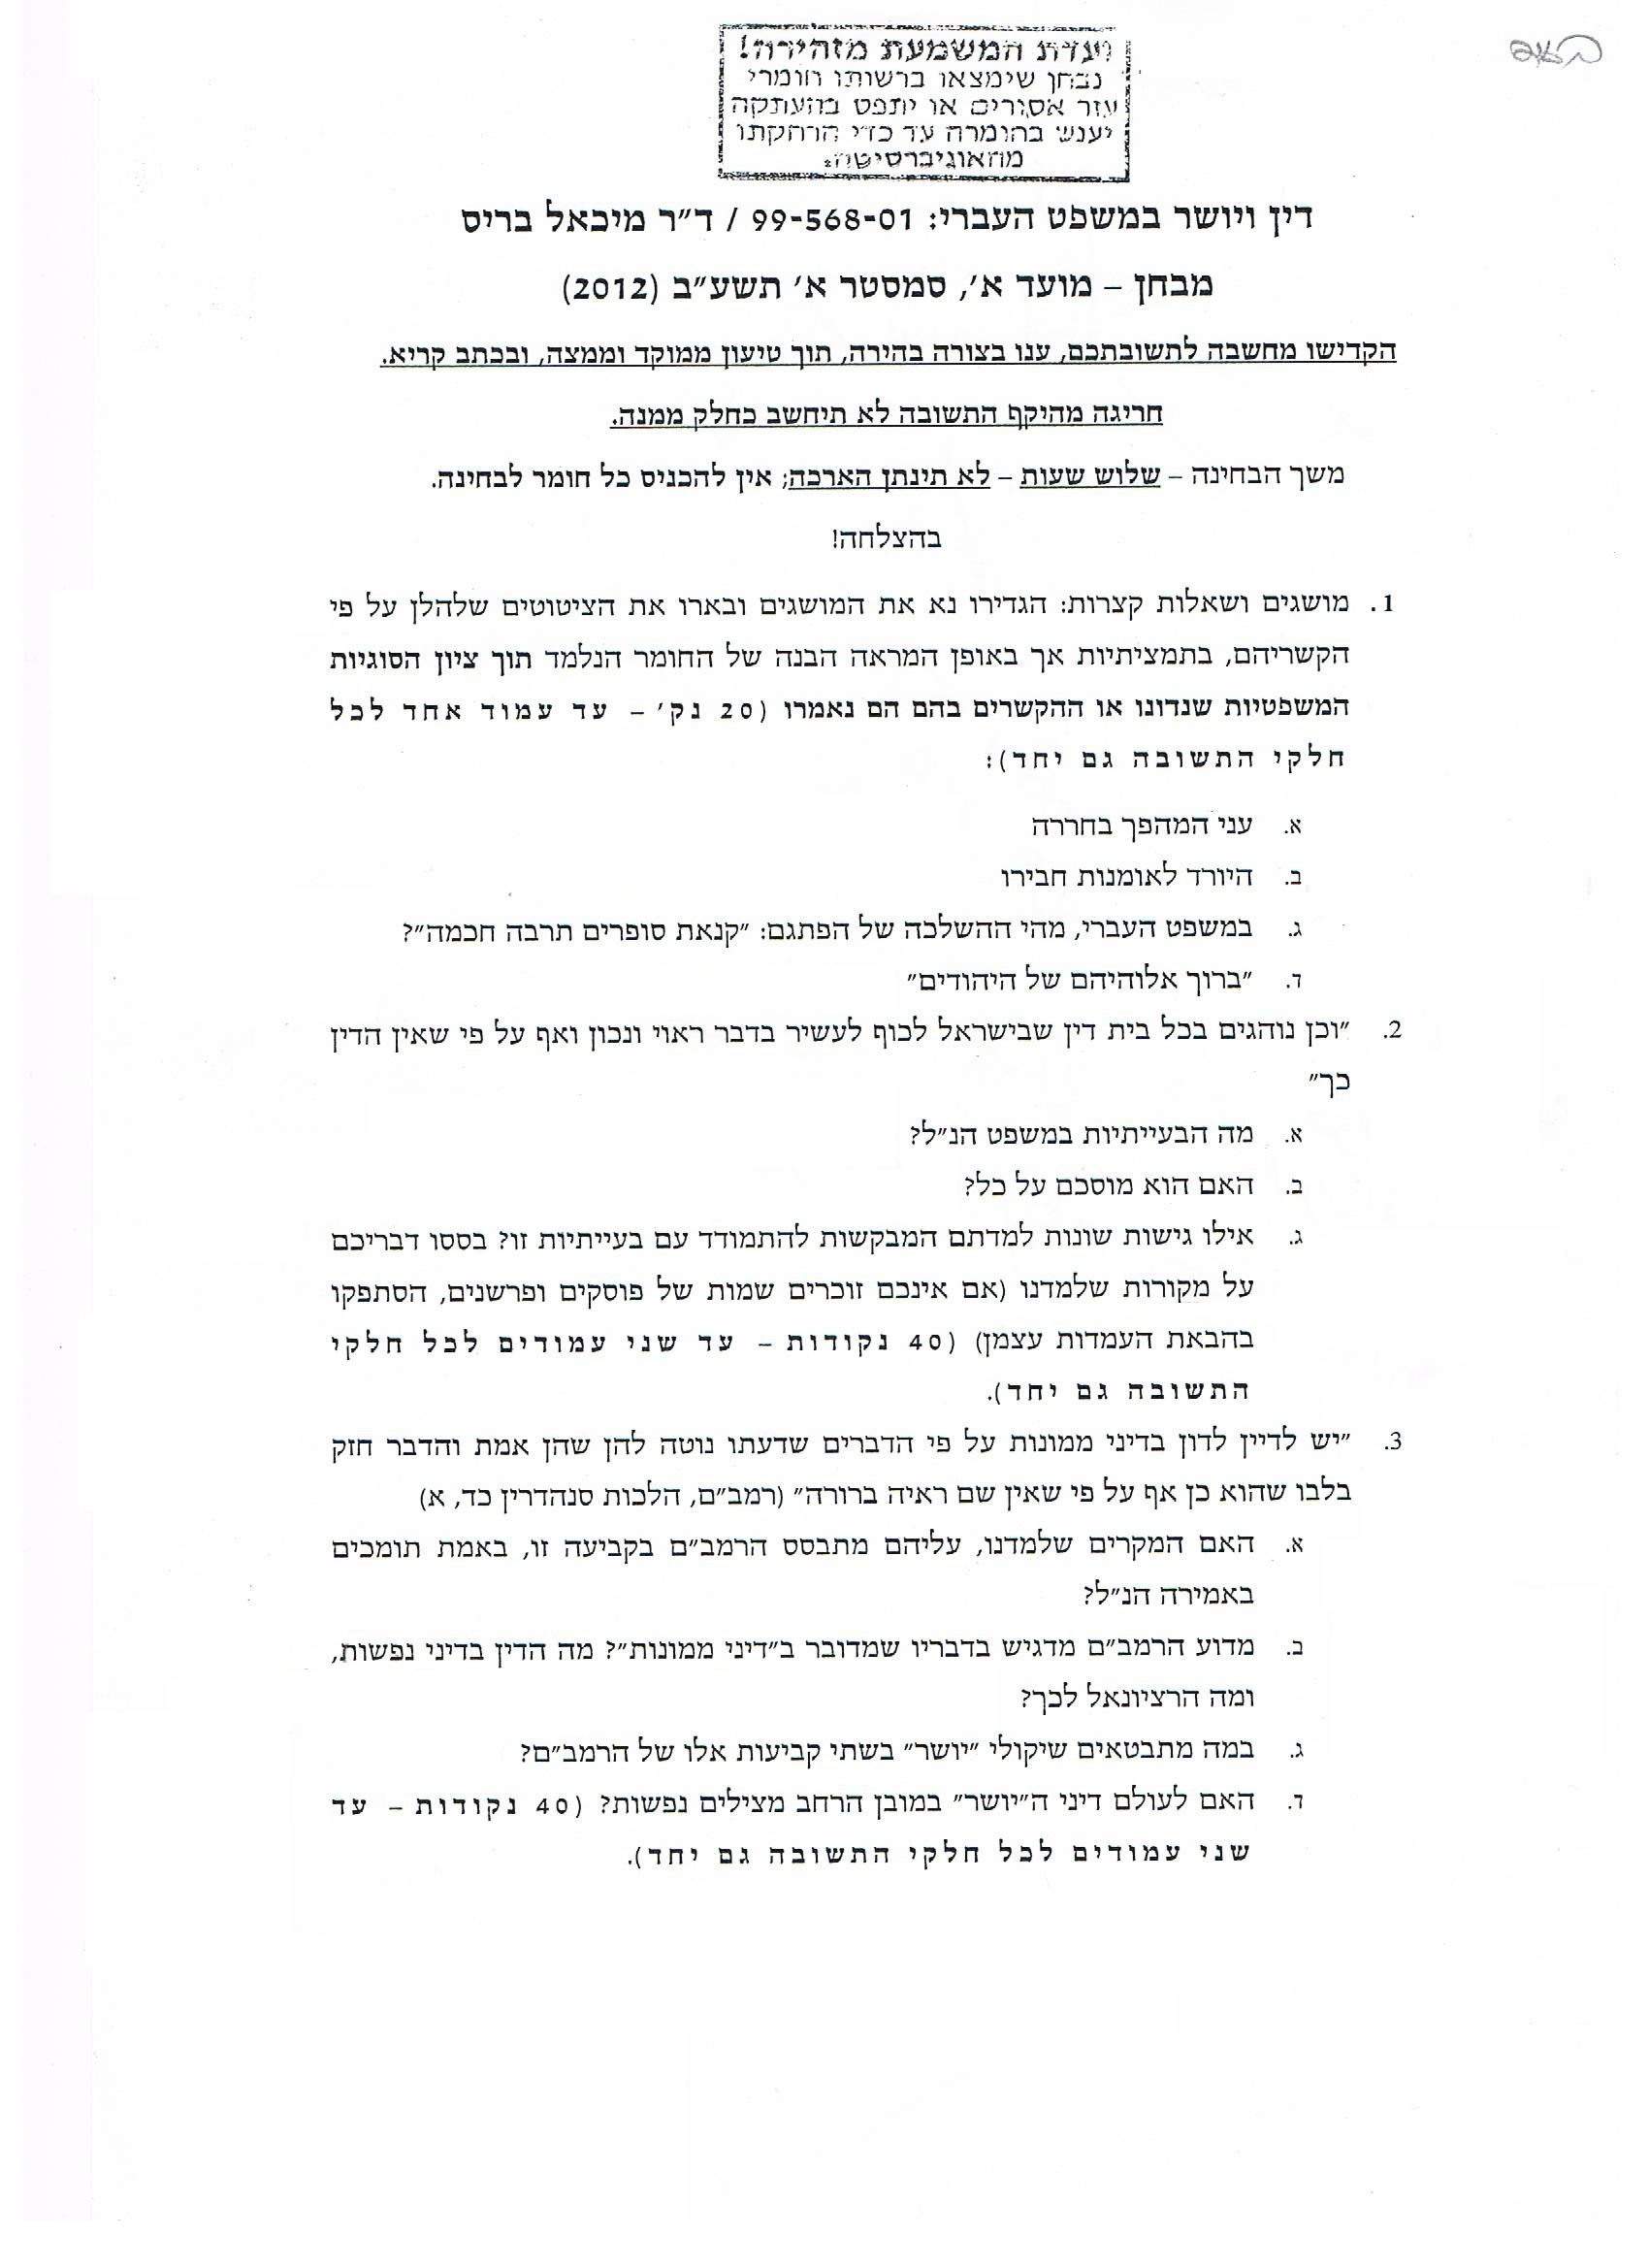 ועדת המשמעת מזהירה!
נבחן שימצאו ברשותו חומרי
עזר אסורים או יתפס בהעתקה
יענש בחומרה עד כדי הרחקתו
מהאוניברסיטה.
דין ויושר במשפט העברי: 99-568-01 / ד״ר מיכאל בריס
מבחן – מועד א׳, סמסטר א׳ תשע״ב (2012)
הקדישו מחשבה לתשובתכם, ענו בצורה בהירה, תוך טיעון ממוקד וממצה, ובכתב קריא.
חריגה מהיקף התשובה לא תיחשב כחלק ממנה.
משך הבחינה – שלוש שעות – לא תינתן הארכה; אין להכניס כל חומר לבחינה.
בהצלחה!
1. מושגים ושאלות קצרות: הגדירו נא את המושגים ובארו את הציטוטים שלהלן על פי
הקשריהם, בתמציתיות אך באופן המראה הבנה של החומר הנלמד תוך ציון הסוגיות
המשפטיות שנדונו או ההקשרים בהם הם נאמרו (20 נק׳ – עד עמוד אחד לכל
חלקי התשובה גם יחד):
א. עני המהפך בחררה
ב. היורד לאומנות חבירו
ג. במשפט העברי, מהי ההשלכה של הפתגם: ״קנאת סופרים תרבה חכמה״?
ד. ״ברוך אלוהיהם של היהודים״
2. ״וכן נוהגים בכל בית דין שבישראל לכוף לעשיר בדבר ראוי ונכון ואף על פי שאין הדין
כך״
א. מה הבעייתיות במשפט הנ״ל?
ב. האם הוא מוסכם על כל?
ג. אילו גישות שונות למדתם המבקשות להתמודד עם בעייתיות זו? בססו דבריכם
על מקורות שלמדנו (אם אינכם זוכרים שמות של פוסקים ופרשנים, הסתפקו
בהבאת העמדות עצמן) (40 נקודות – עד שני עמודים לכל חלקי
התשובה גם יחד).
3. ״יש לדיין לדון בדיני ממונות על פי הדברים שדעתו נוטה להן שהן אמת והדבר חזק
בלבו שהוא כן אף על פי שאין שם ראיה ברורה״ (רמב״ם, הלכות סנהדרין כד, א)
א. האם המקרים שלמדנו, עליהם מתבסס הרמב״ם בקביעה זו, באמת תומכים
באמירה הנ״ל?
ב. מדוע הרמב״ם מדגיש בדבריו שמדובר ב״דיני ממונות״? מה הדין בדיני נפשות,
ומה הרציונאל לכך?
ג. במה מתבטאים שיקולי ״יושר״ בשתי קביעות אלו של הרמב״ם?
ד. האם לעולם דיני ה״יושר״ במובן הרחב מצילים נפשות? (40 נקודות – עד
שני עמודים לכל חלקי התשובה גם יחד).